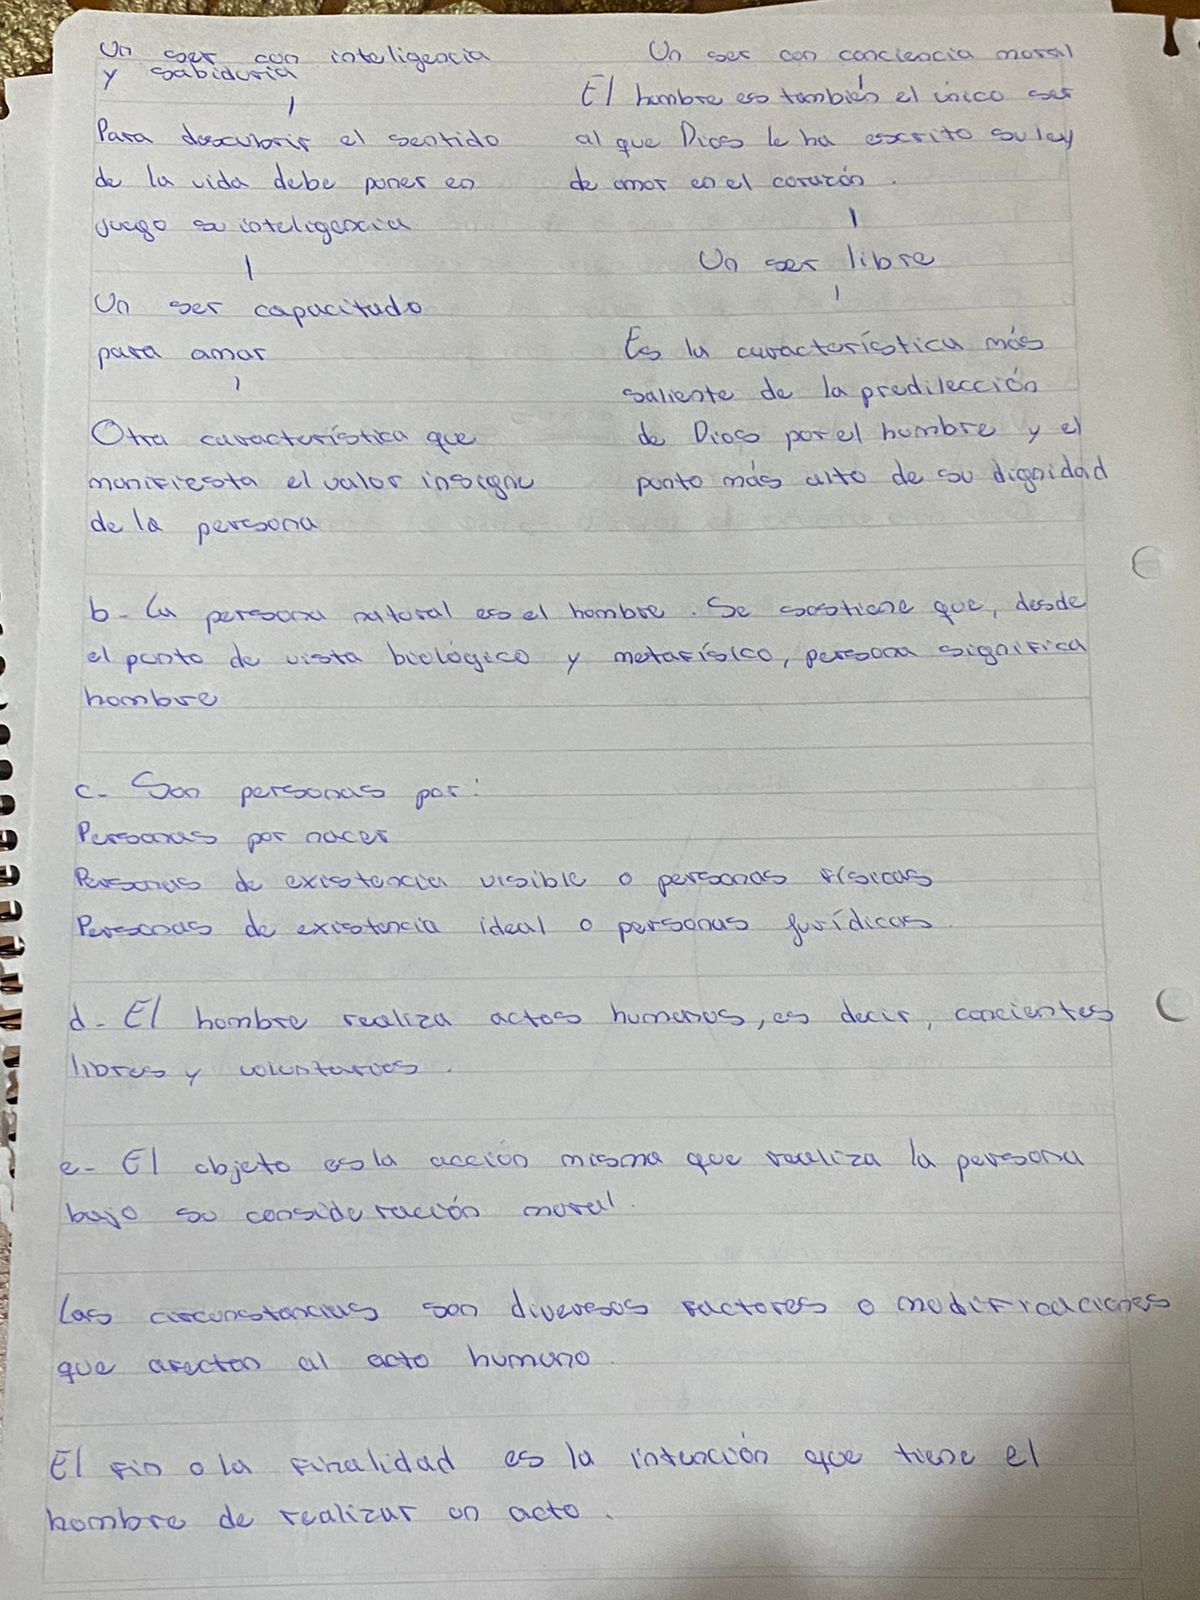 Un ser con inteligencia
y sabiduría
Para descubrir el sentido
de la vida debe poner en
juego su inteligencia
Un ser capacitado
para amar
Otra característica que
manifiesta el valor insigne
de la persona
Un ser con conciencia moral
El hombre es también el único ser
al que Dios le ha escrito su ley
de amor en el corazón.
Un ser libre
Es la característica más
saliente de la predilección
de Dios por el hombre y el
punto más alto de su dignidad
b- La persona natural es el hombre. Se sostiene que, desde
el punto de vista biológico y metafísico, persona significa
hombre
c- Son personas por:
Personas por nacer
Personas de existencia visible o personas físicas
Personas de existencia ideal o personas jurídicas.
d- El hombre realiza actos humanos, es decir, concientes
libres y voluntarios.
e- El objeto es la acción misma que realiza la persona
bajo su consideración moral.
Las circunstancias son diversos factores o modificaciones
que afectan al acto humano.
El fin o la finalidad es la intención que tiene el
hombre de realizar un acto.